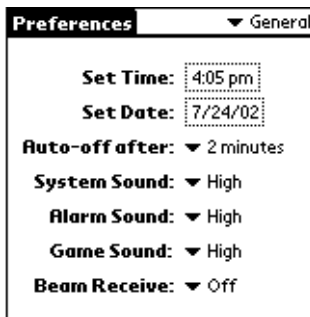 Preferences General
Set Time: 4:05 pm
Set Date: 7/24/02
Auto-off after: 2 minutes
System Sound: High
Alarm Sound: High
Game Sound: High
Beam Receive: Off